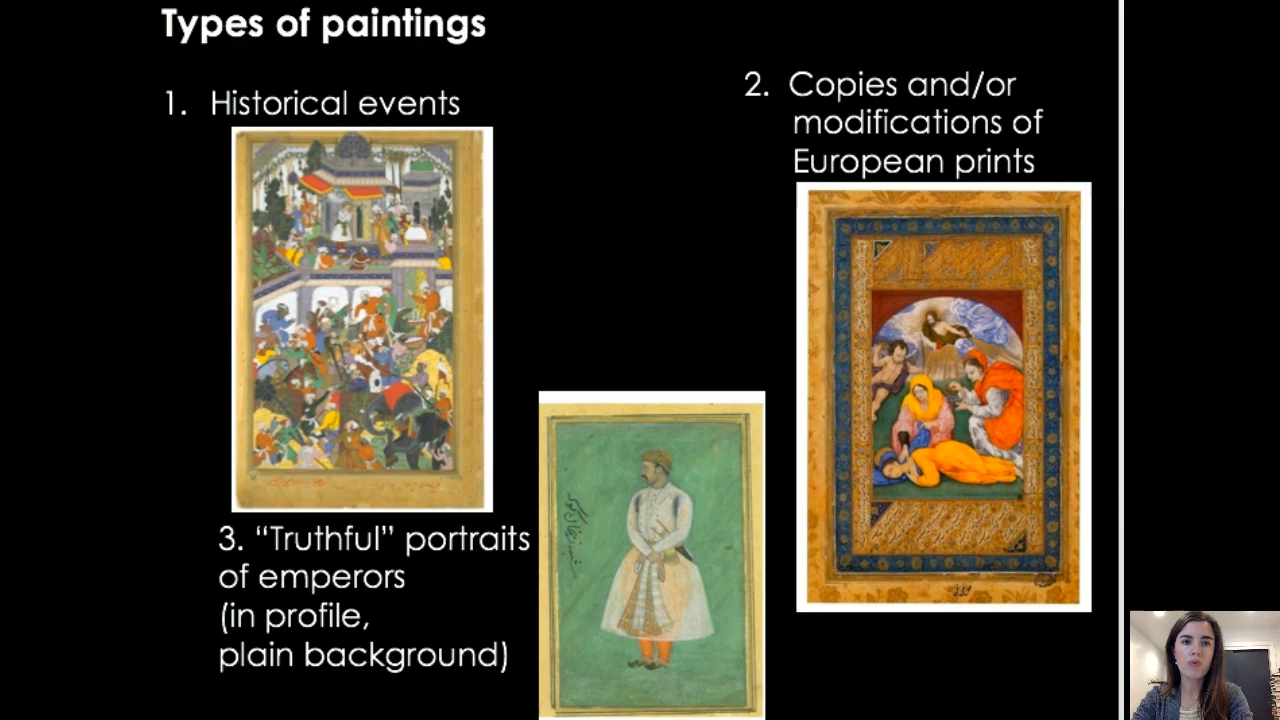 Types of paintings
1. Historical events
2. Copies and/or
modifications of
European prints
3. “Truthful” portraits
of emperors
(in profile,
plain background)